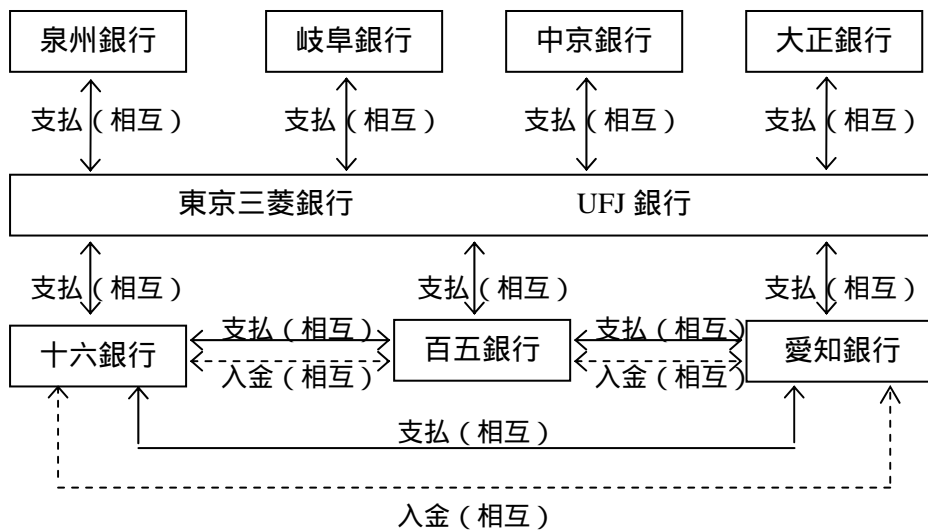 泉州銀行 岐阜銀行 中京銀行 大正銀行
支払(相互) 支払(相互) 支払(相互) 支払(相互)
東京三菱銀行 UFJ 銀行
支払(相互) 支払(相互) 支払(相互)
支払(相互) 支払(相互)
十六銀行 百五銀行 愛知銀行
入金(相互) 入金(相互)
支払(相互)
入金(相互)